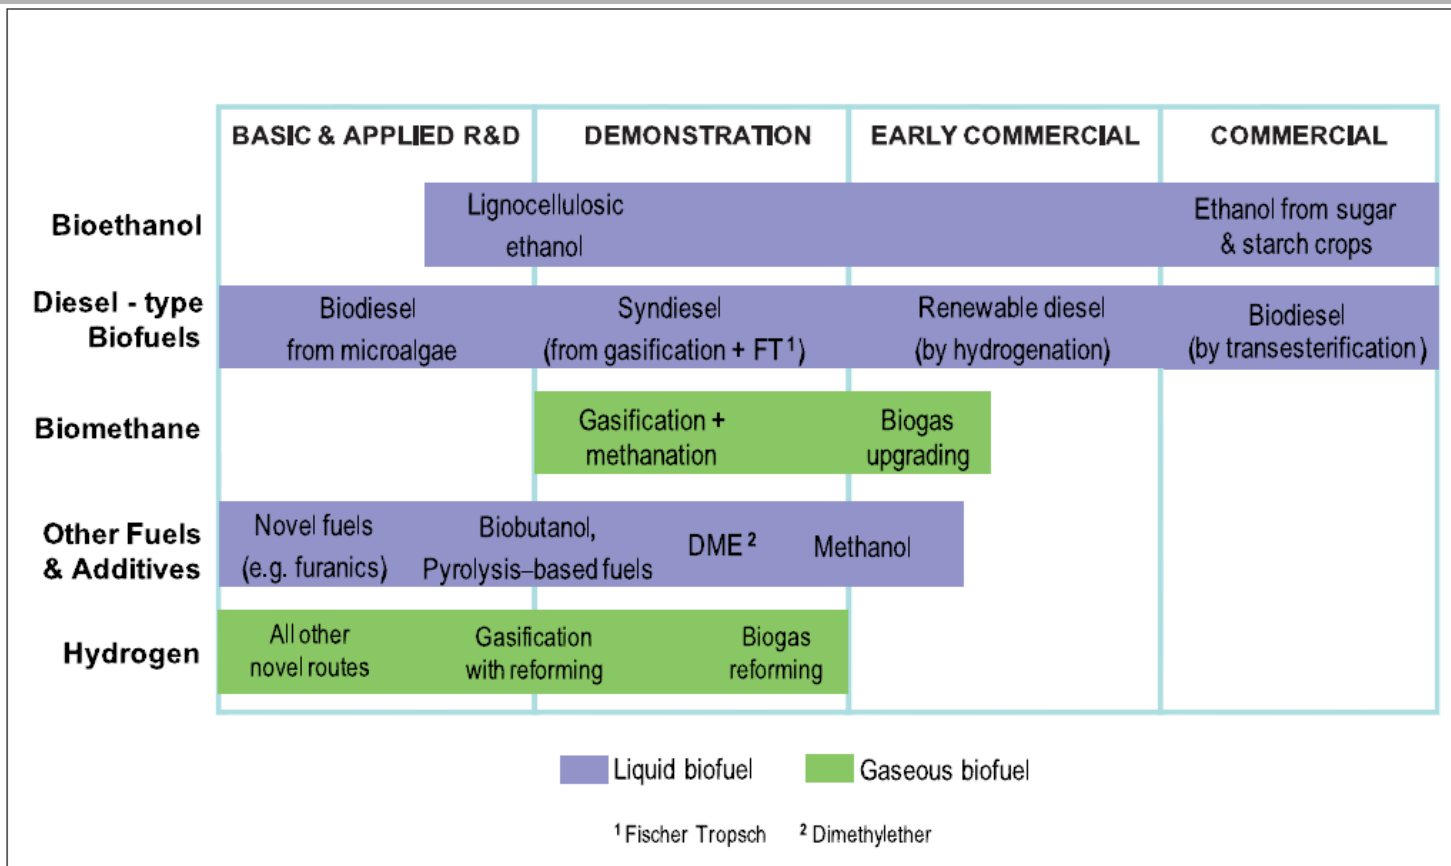 BASIC & APPLIED R&D DEMONSTRATION EARLY COMMERCIAL COMMERCIAL
Bioethanol
Lignocellulosic
ethanol
Ethanol from sugar
& starch crops
Diesel - type
Biofuels
Biodiesel
from microalgae
Syndiesel
(from gasification + FT¹)
Renewable diesel
(by hydrogenation)
Biodiesel
(by transesterification)
Biomethane
Gasification +
methanation
Biogas
upgrading
Other Fuels
& Additives
Novel fuels
(e.g. furanics)
Biobutanol,
Pyrolysis–based fuels
DME²
Methanol
Hydrogen
All other
novel routes
Gasification
with reforming
Biogas
reforming
Liquid biofuel
Gaseous biofuel
¹ Fischer Tropsch
² Dimethylether